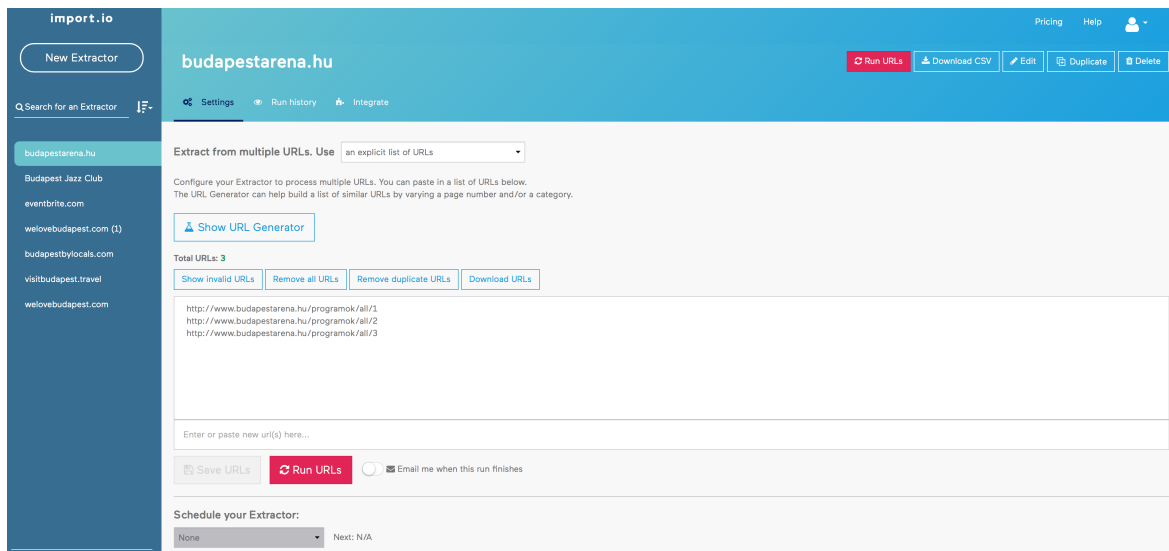 import.io
Pricing Help
New Extractor
budapestarena.hu
Run URLs Download CSV Edit Duplicate Delete
Search for an Extractor
Settings Run history Integrate
budapestarena.hu
Budapest Jazz Club
eventbrite.com
welovebudapest.com (1)
budapestbylocals.com
visitbudapest.travel
welovebudapest.com
Extract from multiple URLs. Use an explicit list of URLs
Configure your Extractor to process multiple URLs. You can paste in a list of URLs below.
The URL Generator can help build a list of similar URLs by varying a page number and/or a category.
Show URL Generator
Total URLs: 3
Show invalid URLs Remove all URLs Remove duplicate URLs Download URLs
http://www.budapestarena.hu/programok/all/1
http://www.budapestarena.hu/programok/all/2
http://www.budapestarena.hu/programok/all/3
Enter or paste new url(s) here...
Save URLs Run URLs Email me when this run finishes
Schedule your Extractor:
None Next: N/A